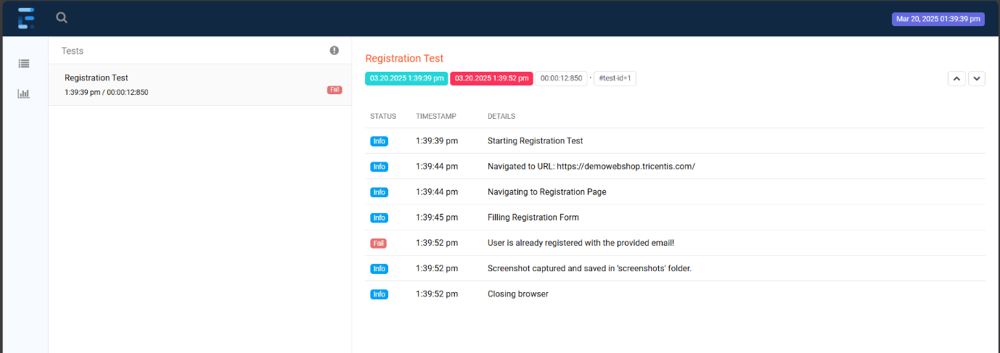 Mar 20, 2025 01:39:39 pm
Tests
Registration Test
1:39:39 pm / 00:00:12:850
Fail
Registration Test
03.20.2025 1:39:39 pm 03.20.2025 1:39:52 pm 00:00:12:850 · #test-id=1
STATUS TIMESTAMP DETAILS
Info 1:39:39 pm Starting Registration Test
Info 1:39:44 pm Navigated to URL: https://demowebshop.tricentis.com/
Info 1:39:44 pm Navigating to Registration Page
Info 1:39:45 pm Filling Registration Form
Fail 1:39:52 pm User is already registered with the provided email!
Info 1:39:52 pm Screenshot captured and saved in 'screenshots' folder.
Info 1:39:52 pm Closing browser